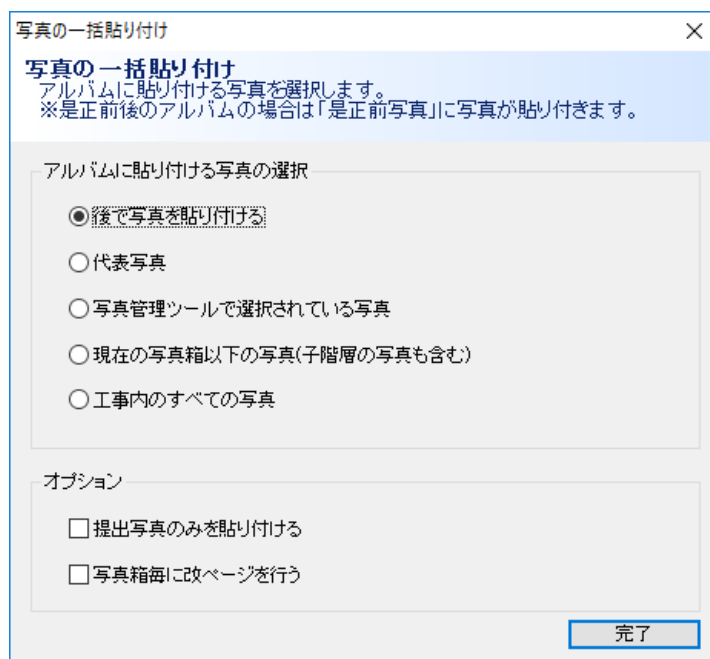 写真の一括貼り付け
写真の一括貼り付け
アルバムに貼り付ける写真を選択します。
※是正前後のアルバムの場合は「是正前写真」に写真が貼り付きます。
アルバムに貼り付ける写真の選択
後で写真を貼り付ける
代表写真
写真管理ツールで選択されている写真
現在の写真箱以下の写真(子階層の写真も含む)
工事内のすべての写真
オプション
提出写真のみを貼り付ける
写真箱毎に改ページを行う
完了